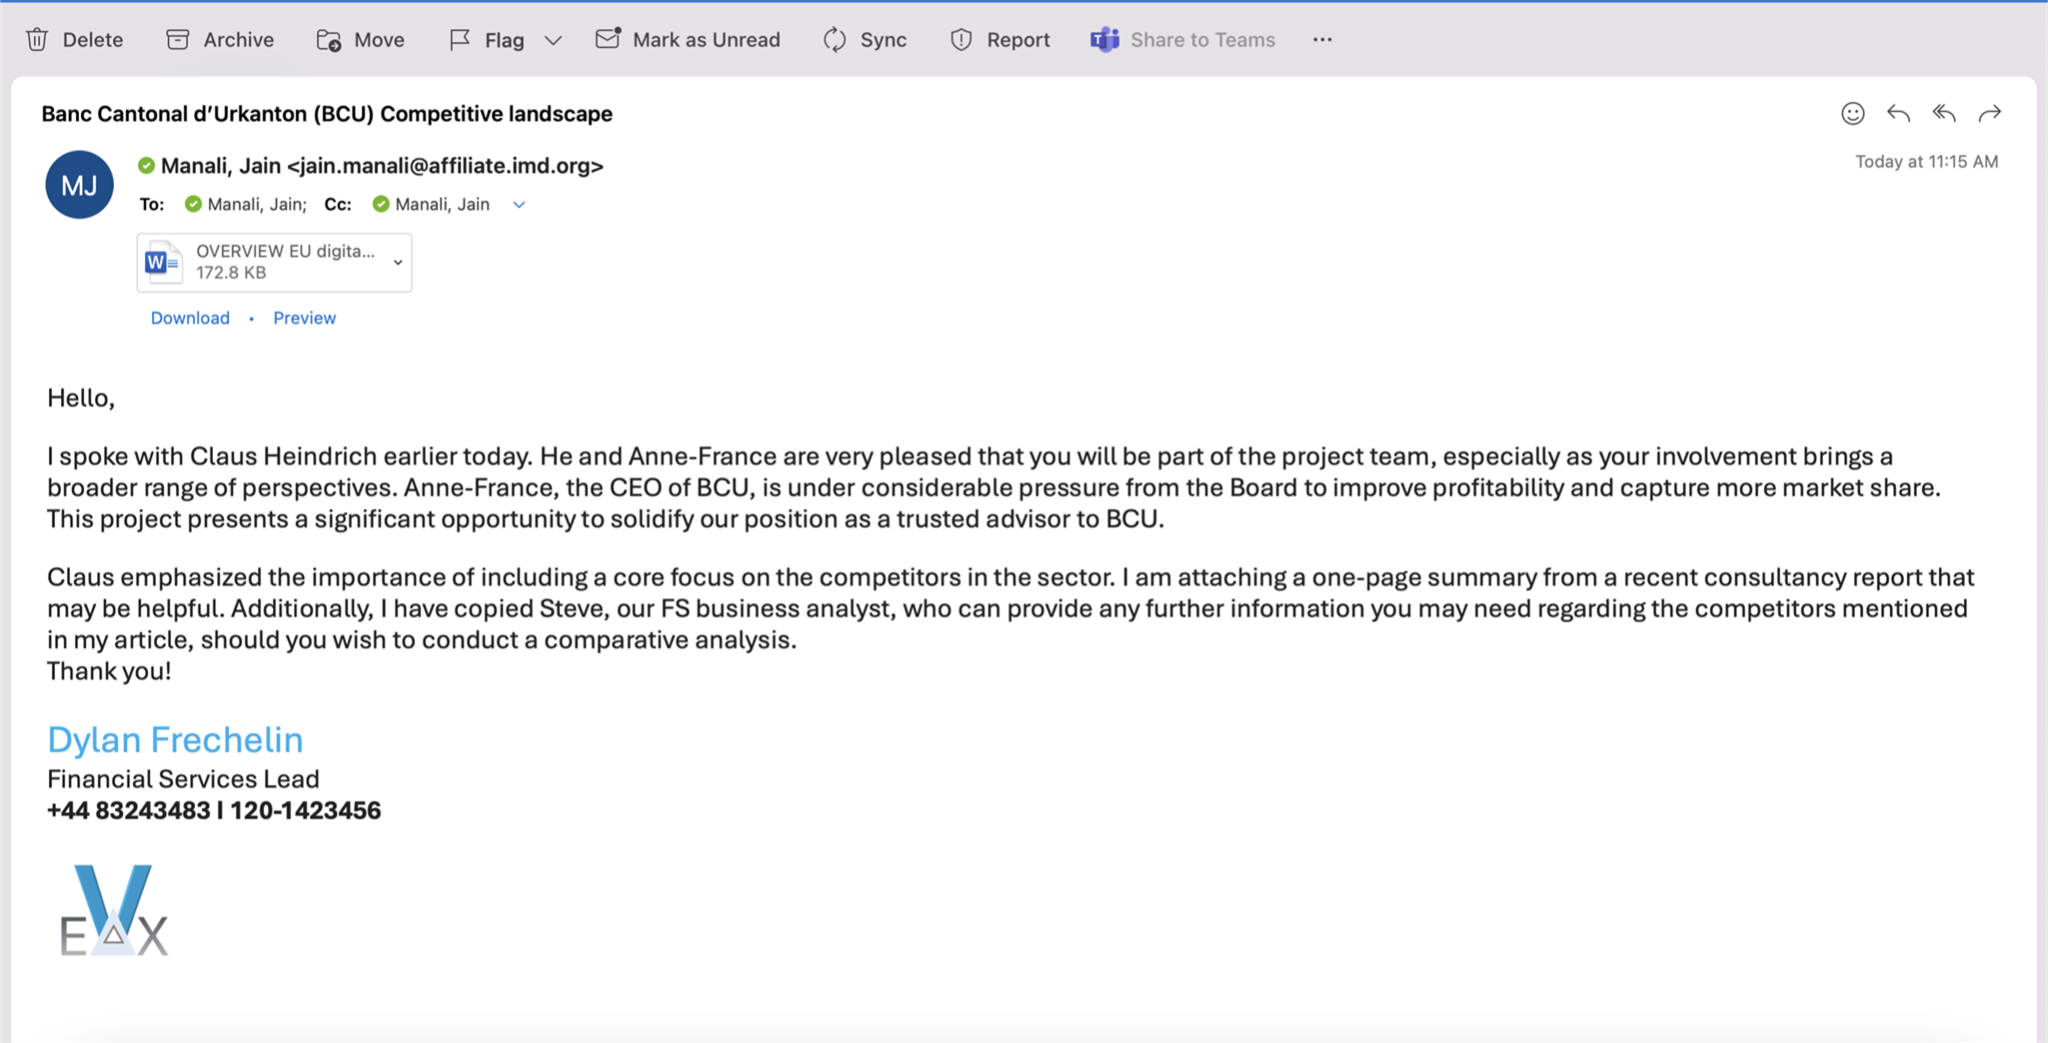 Delete Archive Move Flag Mark as Unread Sync Report Share to Teams ...
Banc Cantonal d’Urkanton (BCU) Competitive landscape
MJ
Manali, Jain <jain.manali@affiliate.imd.org>
Today at 11:15 AM
To: Manali, Jain; Cc: Manali, Jain
W
OVERVIEW EU digita...
172.8 KB
Download • Preview
Hello,
I spoke with Claus Heindrich earlier today. He and Anne-France are very pleased that you will be part of the project team, especially as your involvement brings a
broader range of perspectives. Anne-France, the CEO of BCU, is under considerable pressure from the Board to improve profitability and capture more market share.
This project presents a significant opportunity to solidify our position as a trusted advisor to BCU.
Claus emphasized the importance of including a core focus on the competitors in the sector. I am attaching a one-page summary from a recent consultancy report that
may be helpful. Additionally, I have copied Steve, our FS business analyst, who can provide any further information you may need regarding the competitors mentioned
in my article, should you wish to conduct a comparative analysis.
Thank you!
Dylan Frechelin
Financial Services Lead
+44 83243483 I 120-1423456
EVX